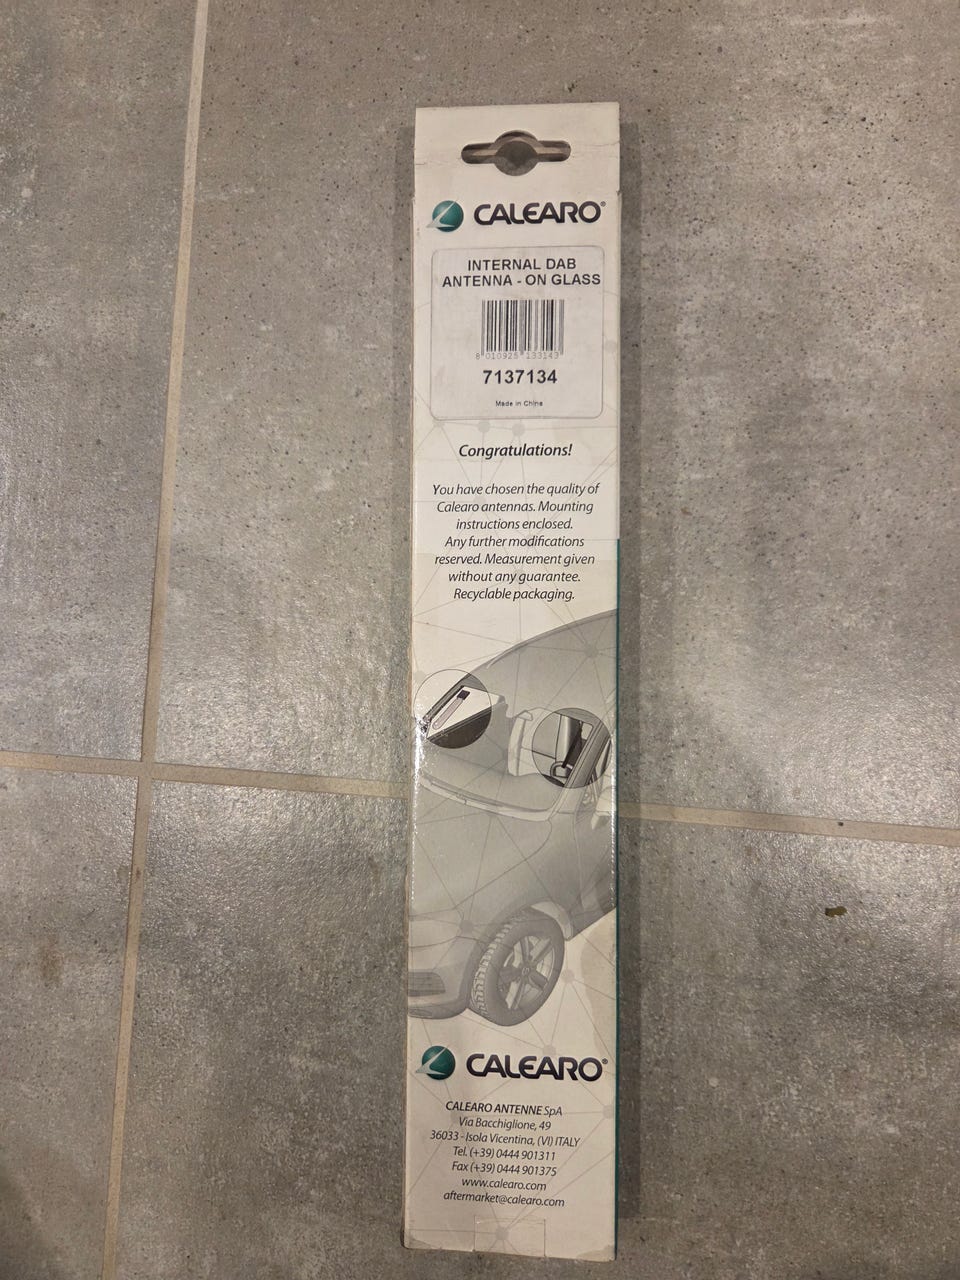 CALEARO®
INTERNAL DAB
ANTENNA - ON GLASS
8 010925 133143
7137134
Made in China
Congratulations!
You have chosen the quality of
Calearo antennas. Mounting
instructions enclosed.
Any further modifications
reserved. Measurement given
without any guarantee.
Recyclable packaging.
CALEARO®
CALEARO ANTENNE SpA
Via Bacchiglione, 49
36033 - Isola Vicentina, (VI) ITALY
Tel. (+39) 0444 901311
Fax (+39) 0444 901375
www.calearo.com
aftermarket@calearo.com